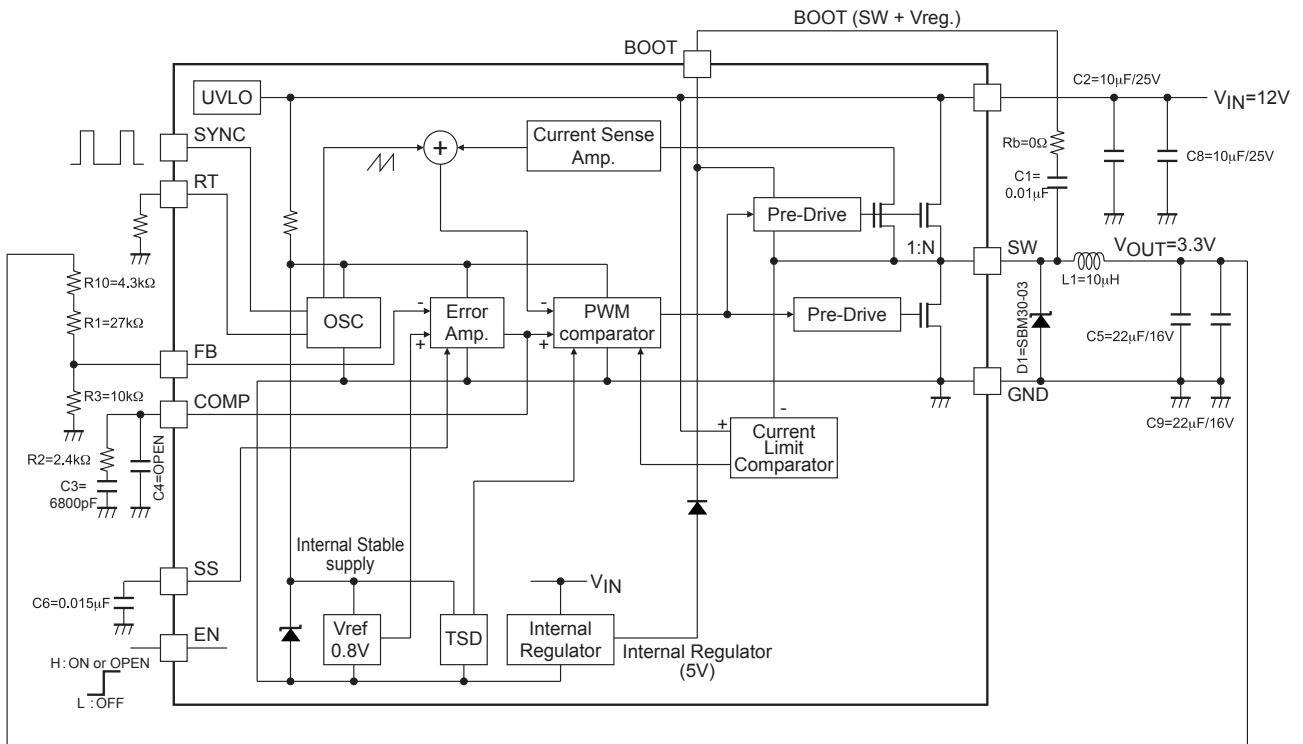 BOOT (SW + Vreg.)
BOOT
UVLO
C2=10μF/25V
VIN=12V
SYNC
Current Sense
Amp.
+
Rb=0Ω
C8=10μF/25V
RT
C1=
0.01μF
Pre-Drive
1:N
SW
VOUT=3.3V
L1=10μH
R10=4.3kΩ
R1=27kΩ
OSC
-
Error
Amp.
+
-
PWM
comparator
+
Pre-Drive
D1=SBM30-03
C5=22μF/16V
FB
R3=10kΩ
GND
COMP
C9=22μF/16V
-
+
Current
Limit
Comparator
R2=2.4kΩ
C4=OPEN
C3=
6800pF
Internal Stable
supply
SS
VIN
C6=0.015μF
Vref
0.8V
TSD
Internal
Regulator
Internal Regulator
(5V)
EN
H : ON or OPEN
L : OFF